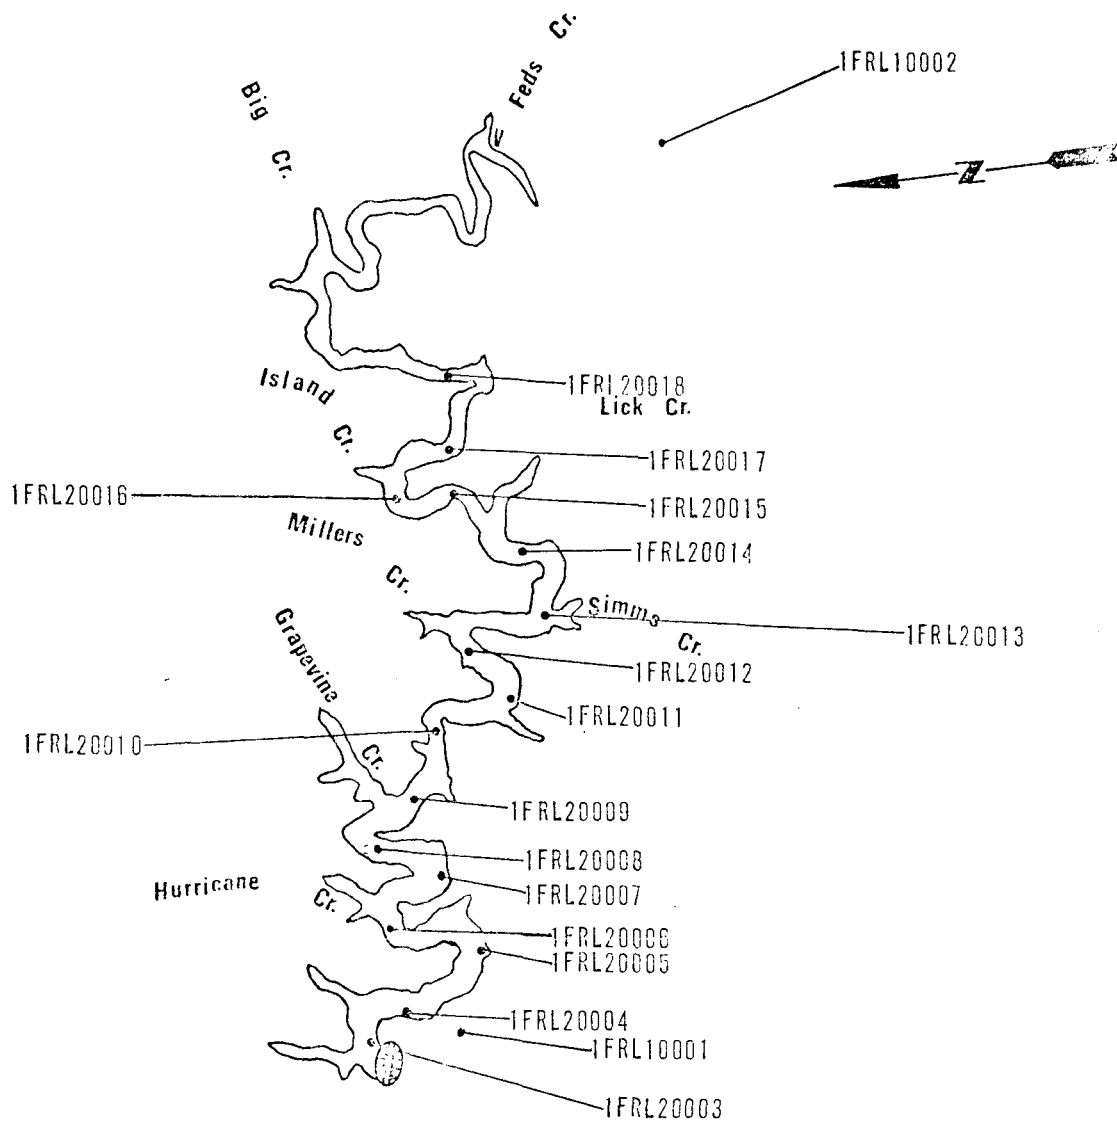 Feds Cr.
1FRL10002
Big Cr.
N
Island Cr.
1FRL20018
Lick Cr.
1FRL20017
1FRL20016
1FRL20015
Millers Cr.
1FRL20014
Simms Cr.
1FRL20013
Grapevine Cr.
1FRL20012
1FRL20011
1FRL20010
1FRL20009
1FRL20008
Hurricane Cr.
1FRL20007
1FRL20006
1FRL20005
1FRL20004
1FRL10001
1FRL20003